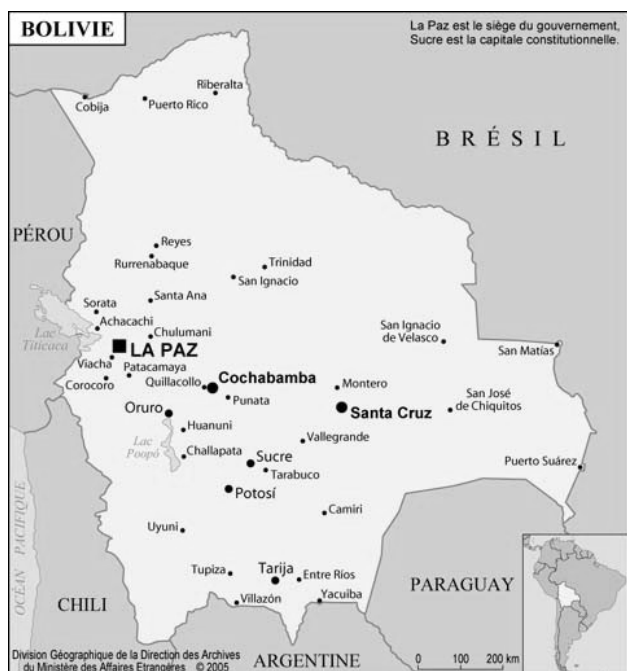 BOLIVIE
La Paz est le siège du gouvernement,
Sucre est la capitale constitutionnelle.
Riberalta
Cobija
Puerto Rico
BRÉSIL
PÉROU
Reyes
Rurrenabaque
Trinidad
San Ignacio
Santa Ana
Sorata
Achacachi
Lac
Titicaca
Chulumani
San Ignacio
de Velasco
LA PAZ
San Matías
Viacha
Patacamaya
Corocoro
Quillacollo
Cochabamba
Montero
Punata
San José
de Chiquitos
Oruro
Santa Cruz
Huanuni
Vallegrande
Lac
Poopó
Challapata
Sucre
Tarabuco
Puerto Suárez
Potosí
Camiri
Uyuni
OCÉAN PACIFIQUE
Tupiza
Tarija
Entre Ríos
PARAGUAY
CHILI
Villazón
Yacuiba
Division Géographique de la Direction des Archives
du Ministère des Affaires Etrangères © 2005
ARGENTINE
0 100 200 km